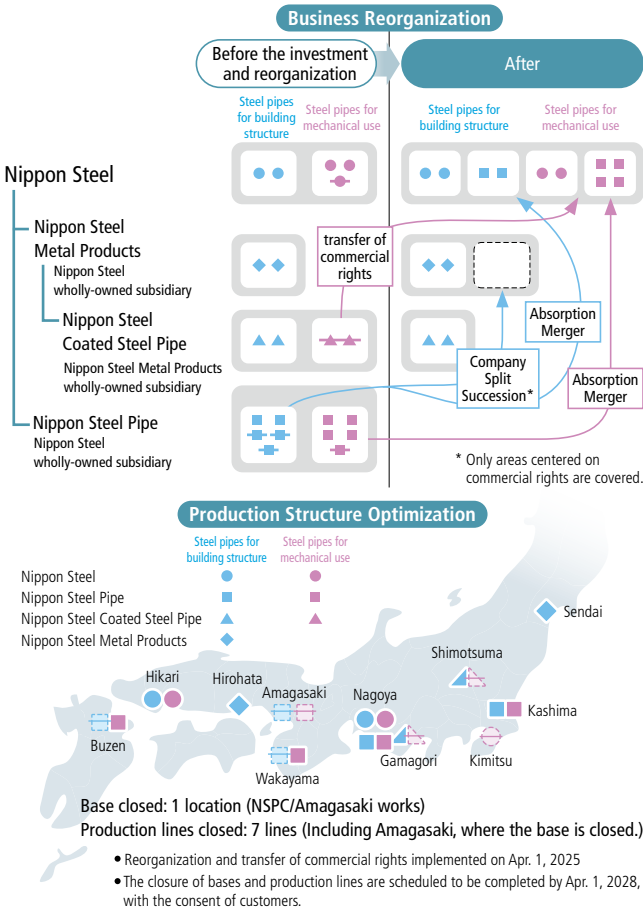 Business Reorganization
Before the investment
and reorganization
After
Steel pipes
for building
structure
Steel pipes for
mechanical use
Steel pipes for
building structure
Steel pipes for
mechanical use
Nippon Steel
Nippon Steel
Metal Products
Nippon Steel
wholly-owned subsidiary
transfer of
commercial
rights
Nippon Steel
Coated Steel Pipe
Nippon Steel Metal Products
wholly-owned subsidiary
Absorption
Merger
Company
Split
Succession*
Absorption
Merger
Nippon Steel Pipe
Nippon Steel
wholly-owned subsidiary
* Only areas centered on
commercial rights are covered.
Production Structure Optimization
Steel pipes for
building structure
Steel pipes for
mechanical use
Nippon Steel
Nippon Steel Pipe
Nippon Steel Coated Steel Pipe
Nippon Steel Metal Products
Sendai
Shimotsuma
Hikari
Hirohata
Amagasaki
Nagoya
Kashima
Buzen
Wakayama
Gamagori
Kimitsu
Base closed: 1 location (NSPC/Amagasaki works)
Production lines closed: 7 lines (Including Amagasaki, where the base is closed.)
• Reorganization and transfer of commercial rights implemented on Apr. 1, 2025
• The closure of bases and production lines are scheduled to be completed by Apr. 1, 2028,
with the consent of customers.